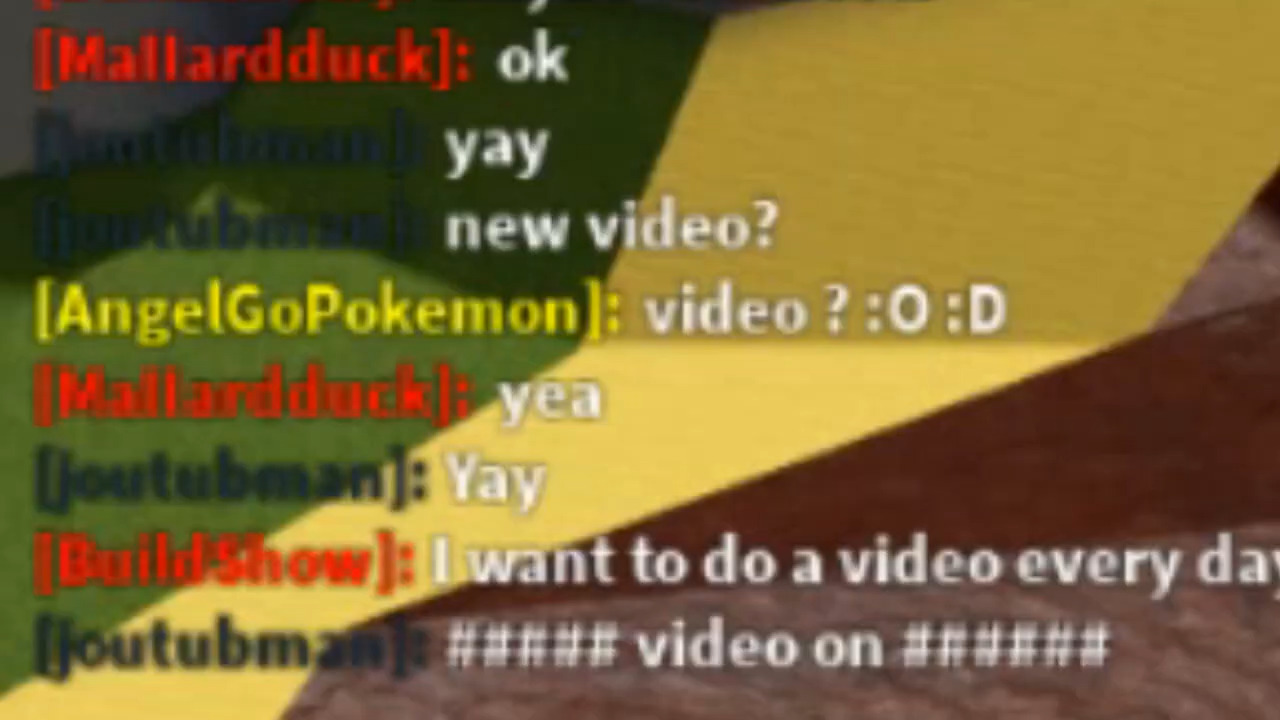 [Mallardduck]: ok
[joutubman]: yay
[joutubman]: new video?
[AngelGoPokemon]: video ? :O :D
[Mallardduck]: yea
[joutubman]: Yay
[BuildShow]: I want to do a video every day
[joutubman]: ##### video on ######